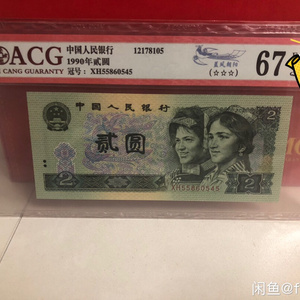 ACG 中国人民银行 12178105
1990年贰圆
CANG GUARANTY 冠号：XH55860545 (☆☆☆) 67
中国人民银行 2
贰圆
2 XH55860545 2
闲鱼@f